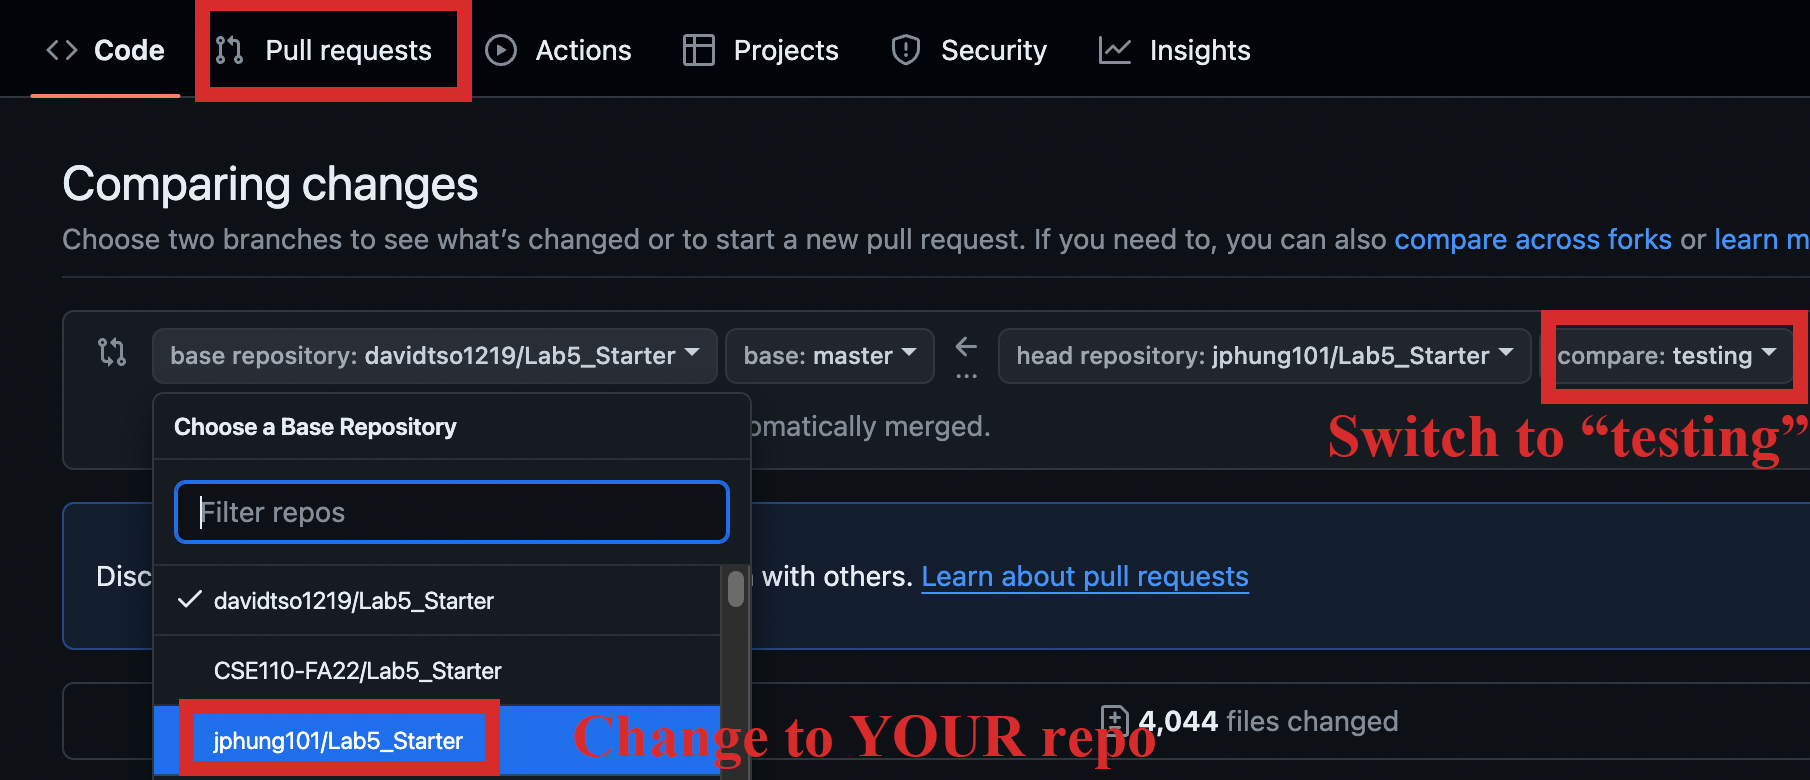 Code Pull requests Actions Projects Security Insights
Comparing changes
Choose two branches to see what's changed or to start a new pull request. If you need to, you can also compare across forks or learn m
base repository: davidtso1219/Lab5_Starter base: master head repository: jphung101/Lab5_Starter compare: testing
Switch to “testing”
Choose a Base Repository
omatically merged.
Filter repos
Disc
with others. Learn about pull requests
davidtso1219/Lab5_Starter
CSE110-FA22/Lab5_Starter
jphung101/Lab5_Starter
Change to YOUR repo
4,044 files changed